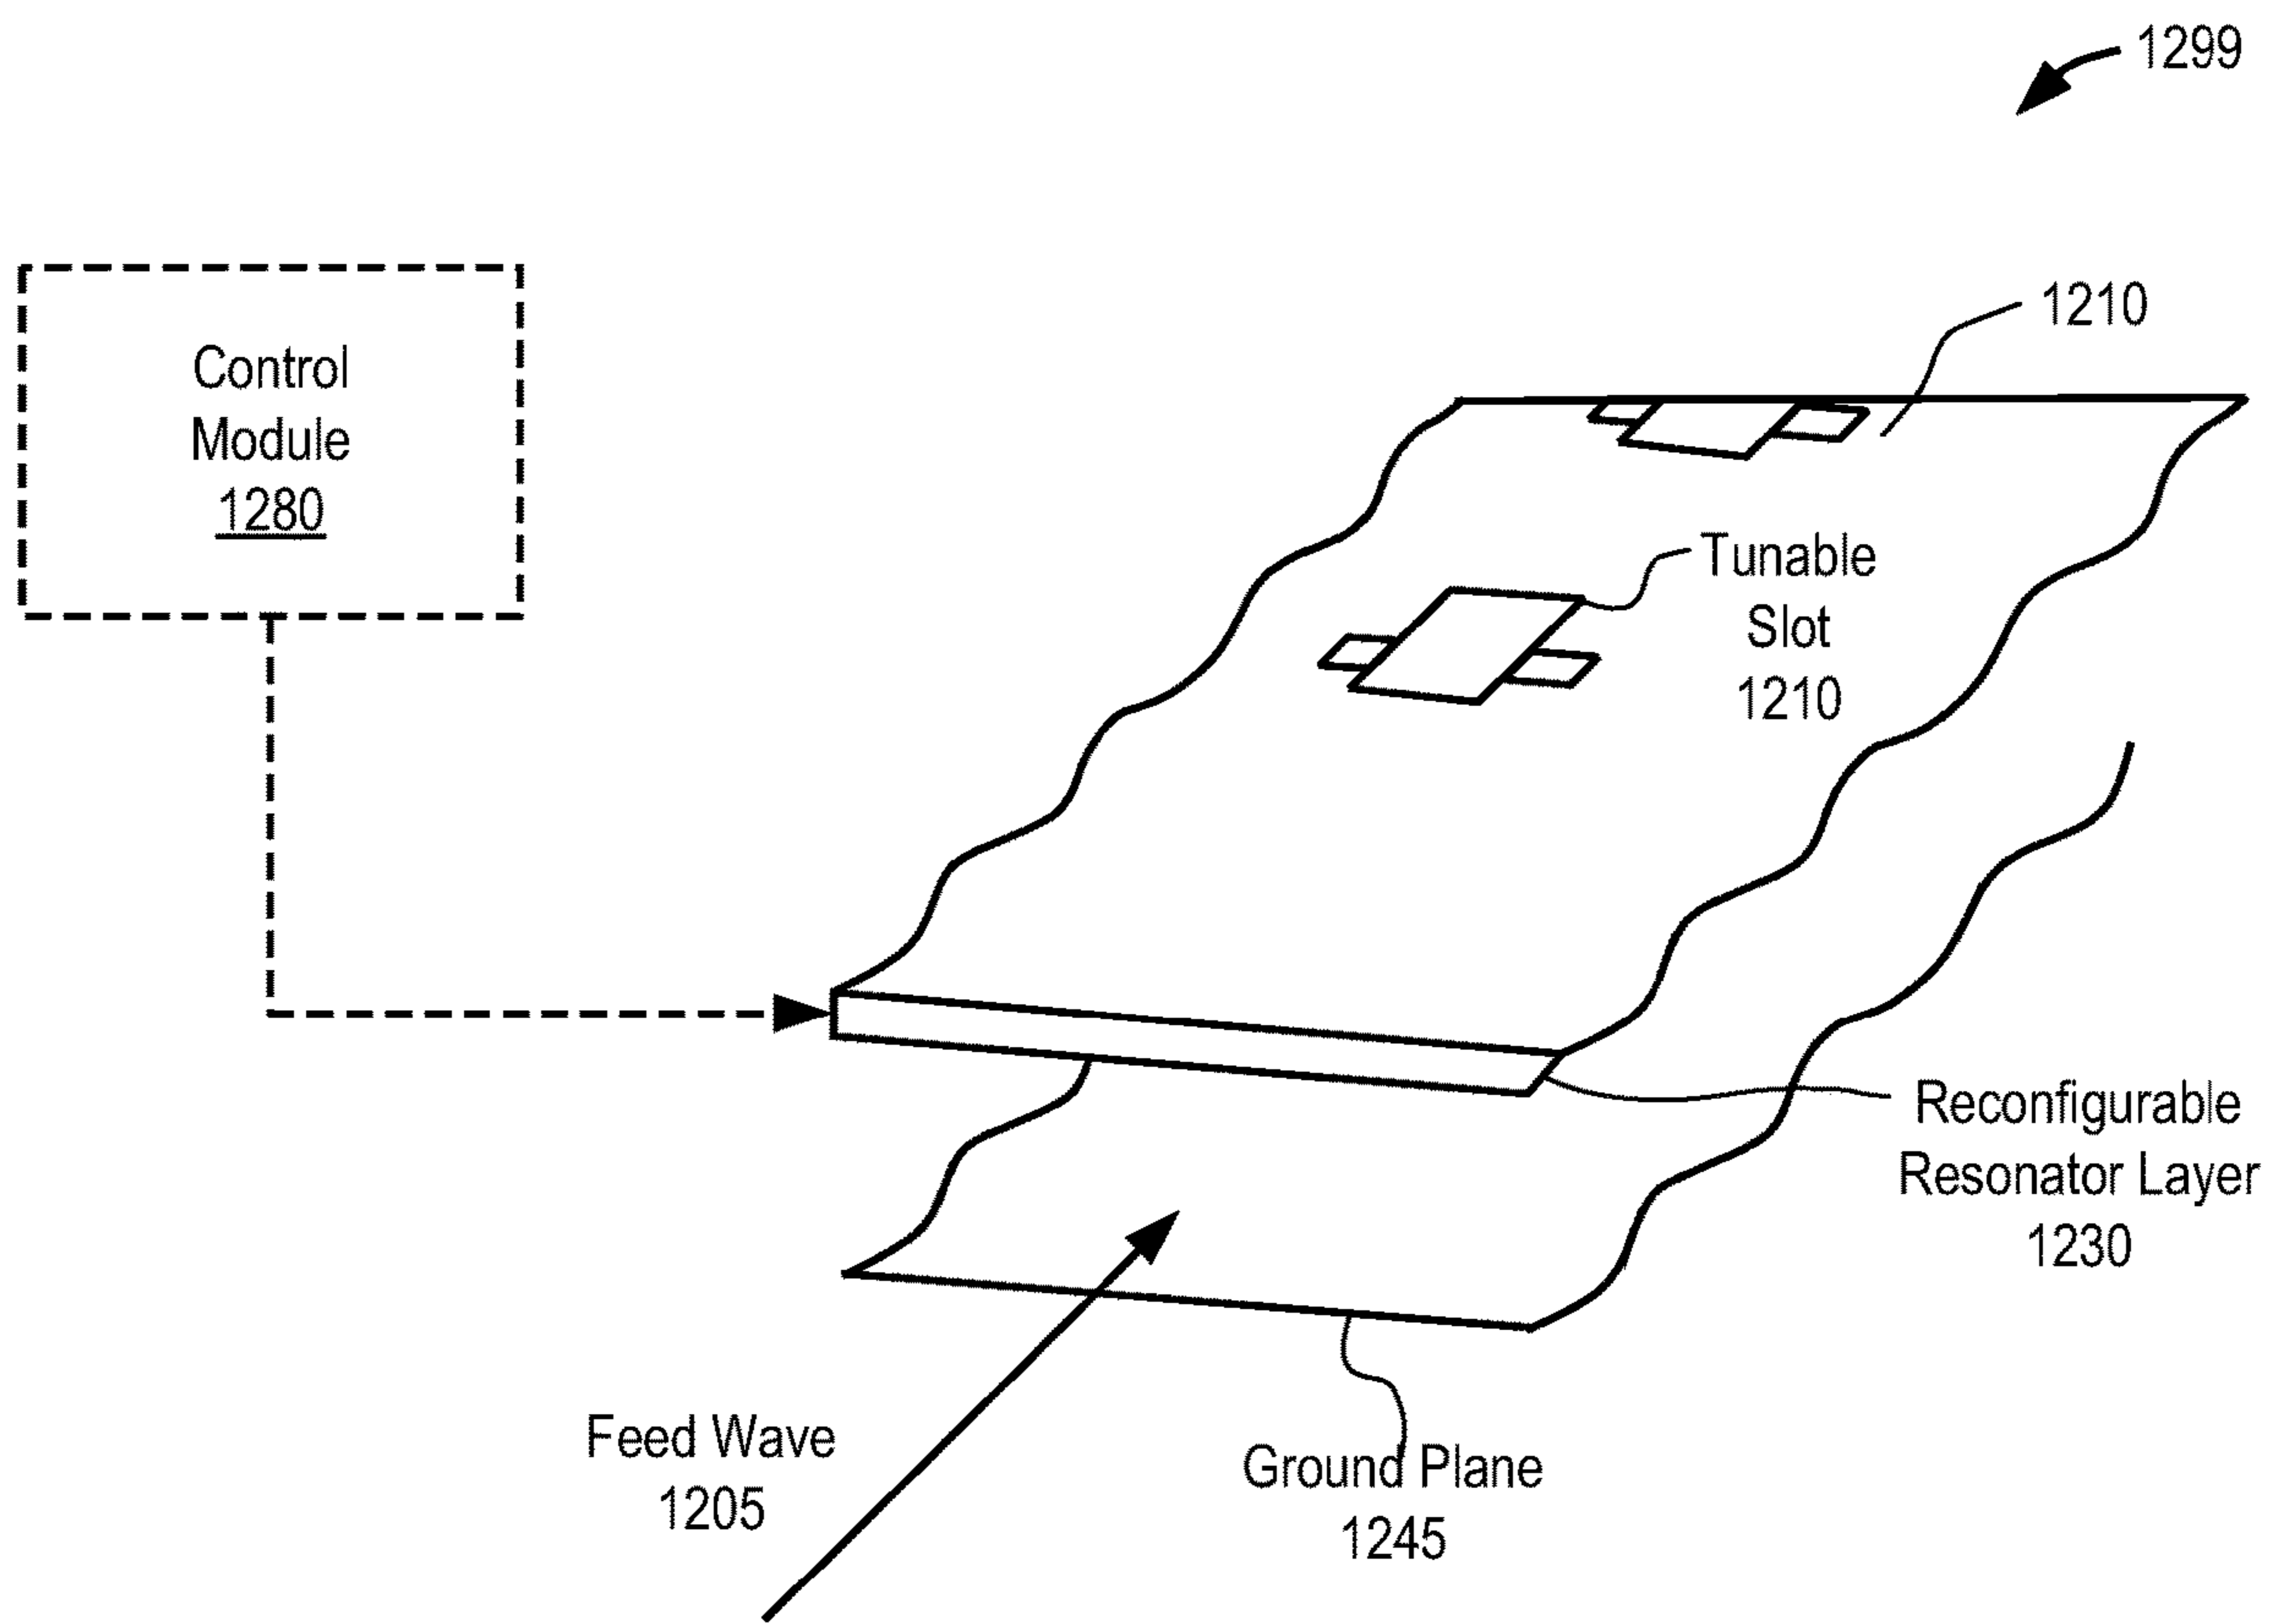 1299
1210
Control
Module
1280
Tunable
Slot
1210
Reconfigurable
Resonator Layer
1230
Feed Wave
1205
Ground Plane
1245